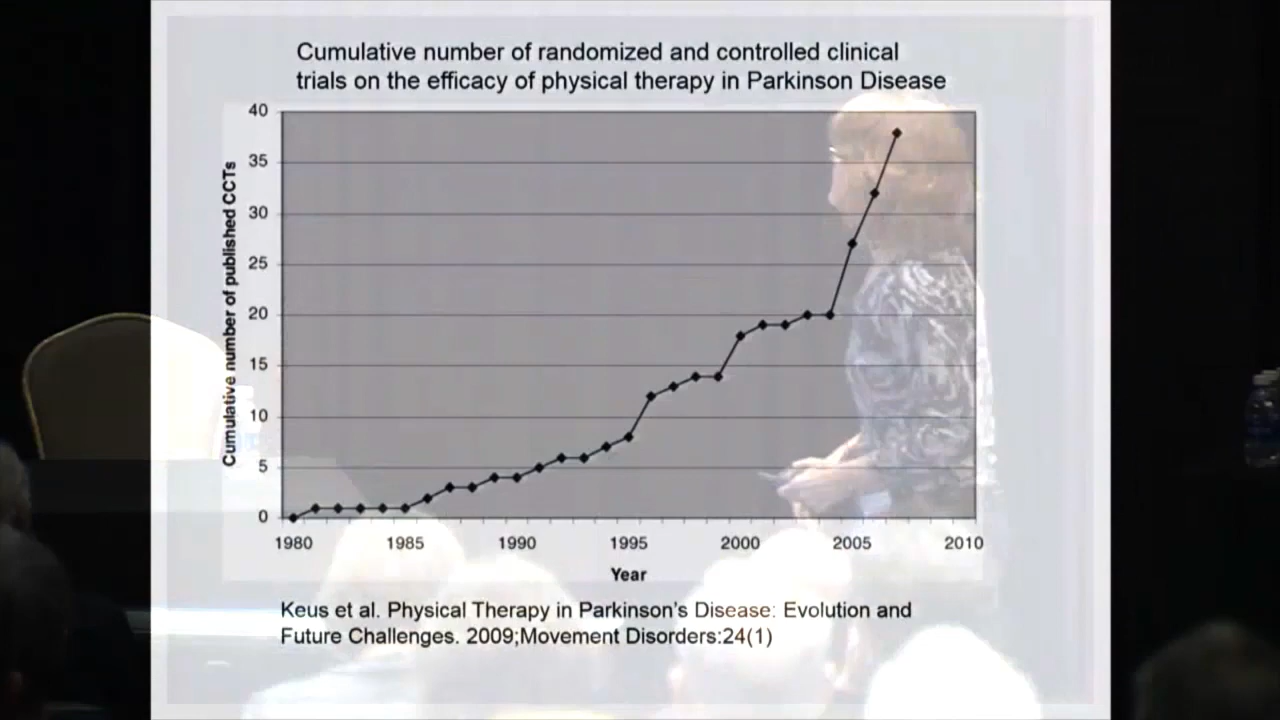 Cumulative number of randomized and controlled clinical
trials on the efficacy of physical therapy in Parkinson Disease
Cumulative number of published CCTs
40
35
30
25
20
15
10
5
0
1980 1985 1990 1995 2000 2005 2010
Year
Keus et al. Physical Therapy in Parkinson's Disease: Evolution and
Future Challenges. 2009;Movement Disorders:24(1)